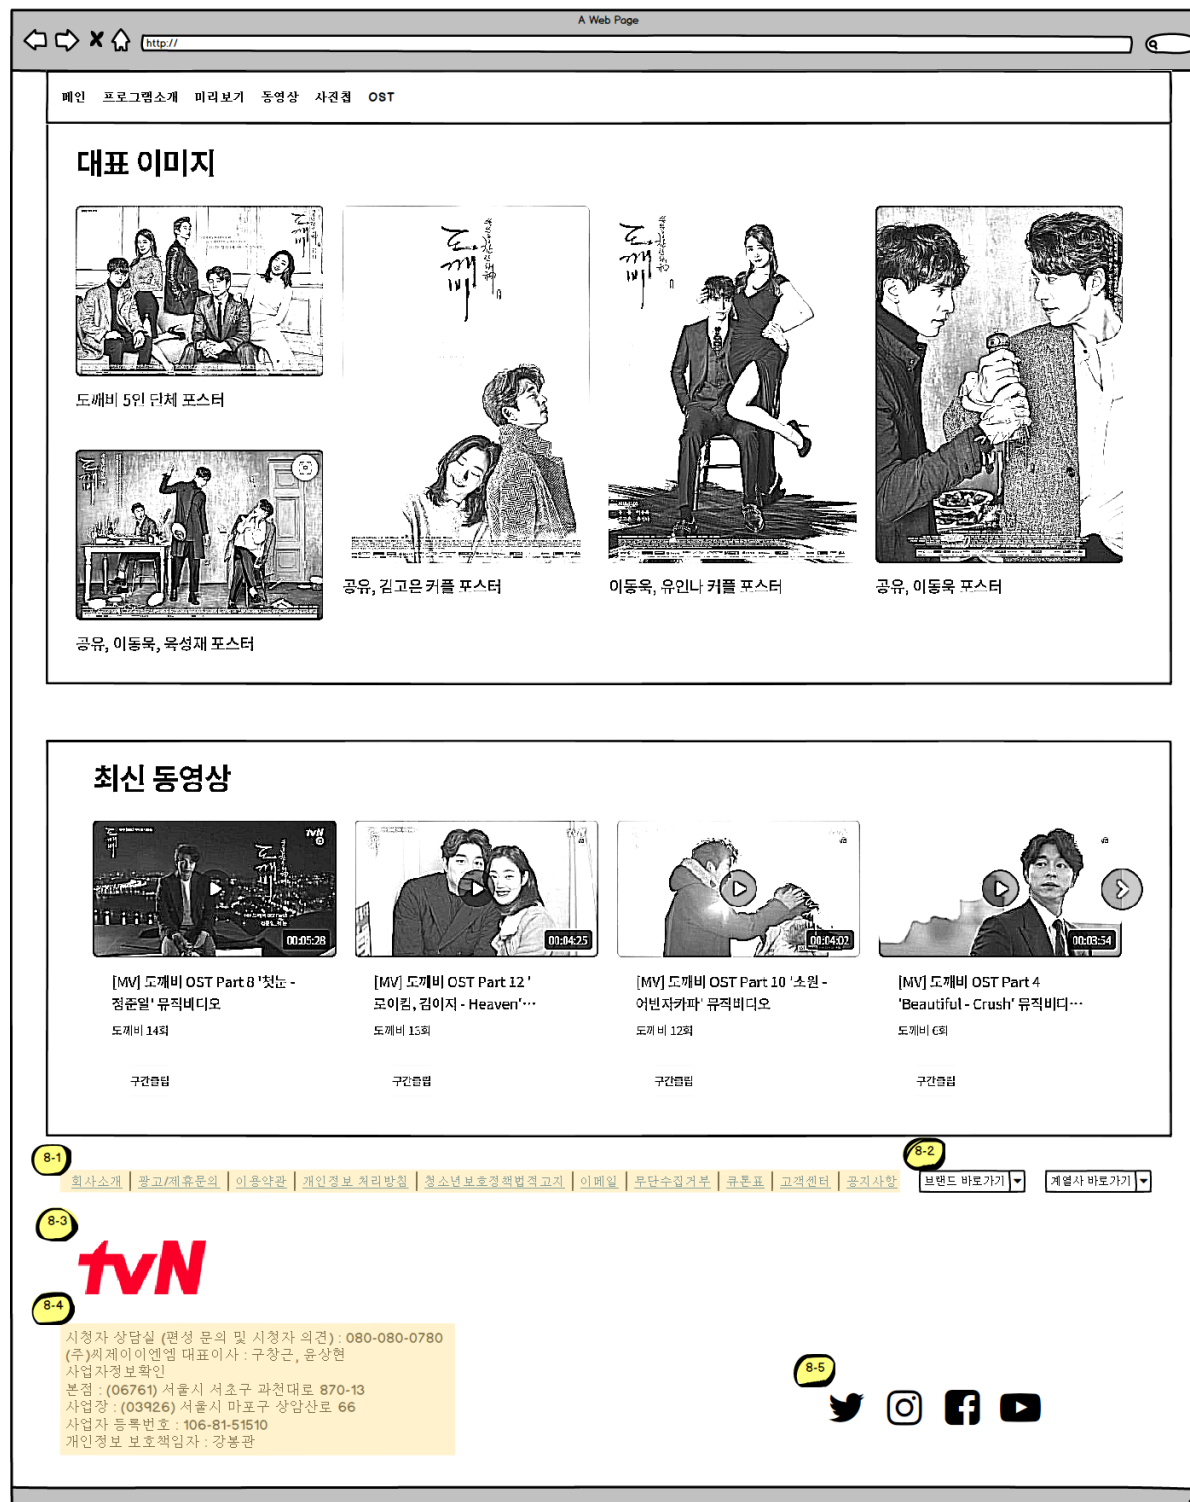 A Web Page
http://
메인 프로그램소개 미리보기 동영상 사진첩 OST
대표 이미지
도깨비
도깨비
도깨비 5인 단체 포스터
공유, 김고은 커플 포스터
이동욱, 유인나 커플 포스터
공유, 이동욱 포스터
공유, 이동욱, 육성재 포스터
최신 동영상
tvN
도깨비
00:05:28
00:04:25
00:04:02
00:03:54
[MV] 도깨비 OST Part 8 '첫눈 -
정준일' 뮤직비디오
도깨비 14회
구간클립
[MV] 도깨비 OST Part 12 '
로이킴, 김이지 - Heaven'…
도깨비 13회
구간클립
[MV] 도깨비 OST Part 10 '소원 -
어반자카파' 뮤직비디오
도깨비 12회
구간클립
[MV] 도깨비 OST Part 4
'Beautiful - Crush' 뮤직비디…
도깨비 6회
구간클립
8-1
회사소개 | 광고/제휴문의 | 이용약관 | 개인정보 처리방침 | 청소년보호정책법적고지 | 이메일 | 무단수집거부 | 큐톤표 | 고객센터 | 공지사항
8-2
브랜드 바로가기
계열사 바로가기
8-3
tvN
8-4
시청자 상담실 (편성 문의 및 시청자 의견) : 080-080-0780
(주)씨제이이엔엠 대표이사 : 구창근, 윤상현
사업자정보확인
본점 : (06761) 서울시 서초구 과천대로 870-13
사업장 : (03926) 서울시 마포구 상암산로 66
사업자 등록번호 : 106-81-51510
개인정보 보호책임자 : 강봉관
8-5